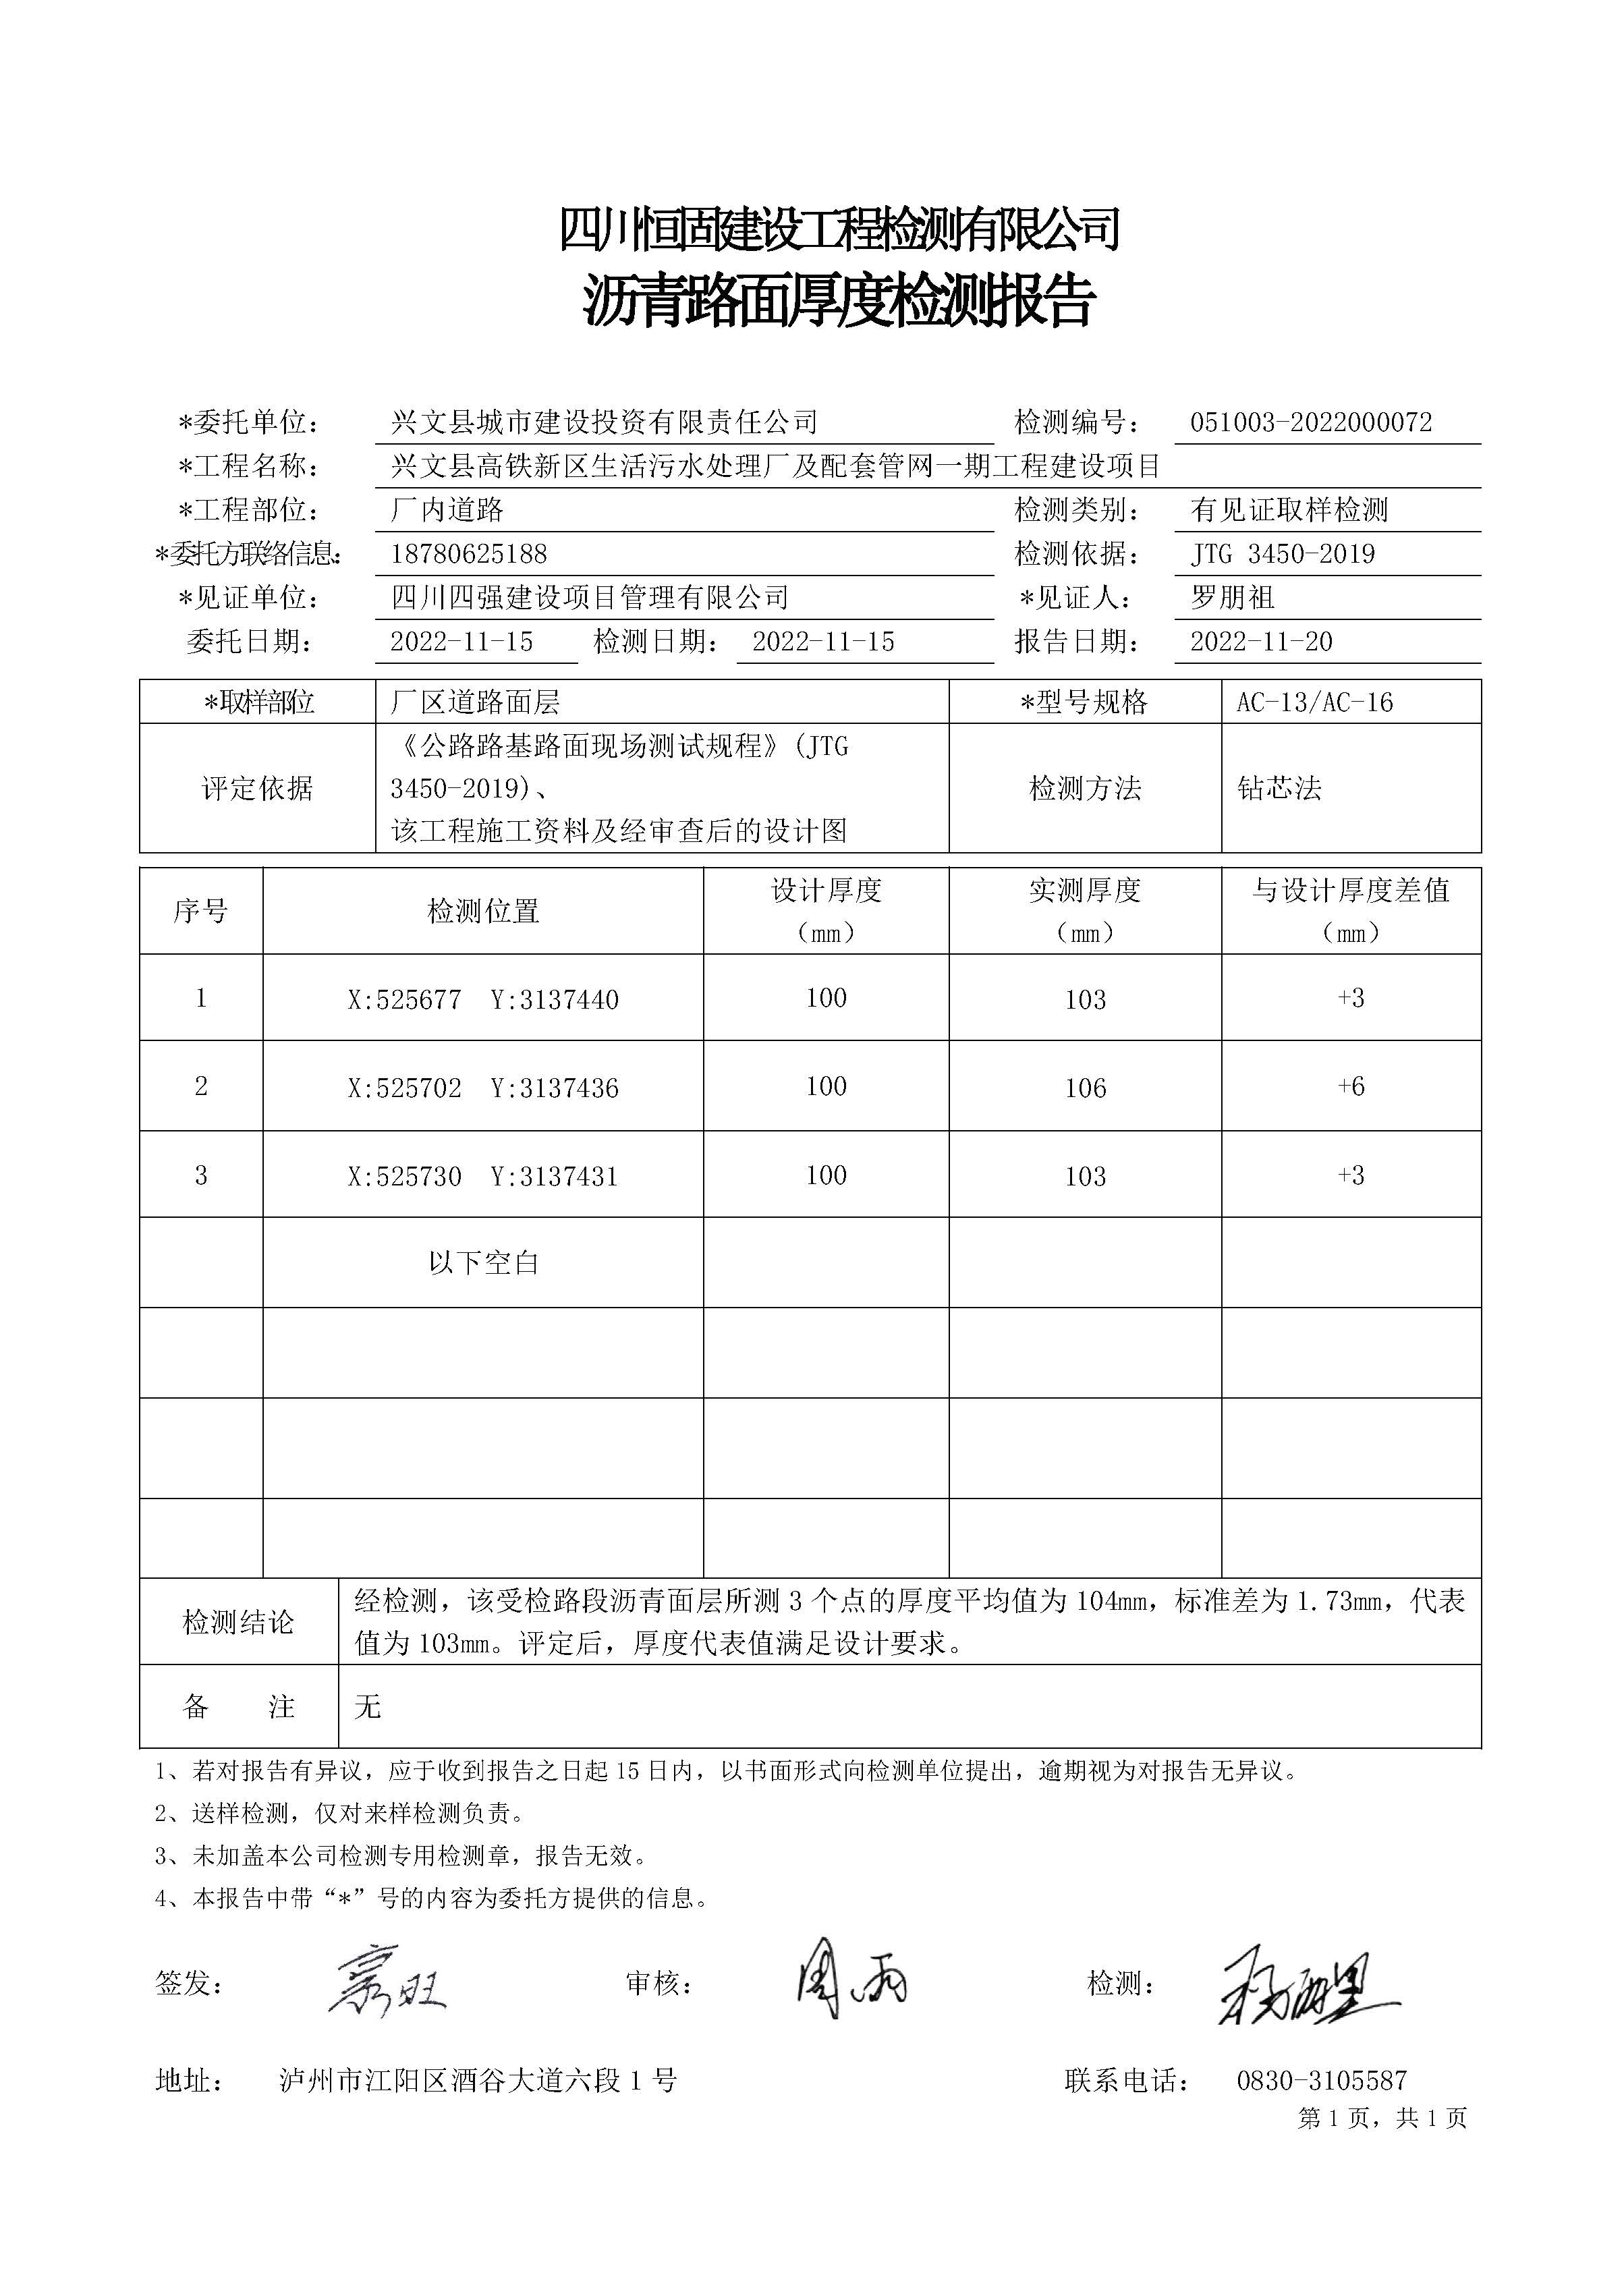 四川恒固建设工程检测有限公司
沥青路面厚度检测报告
*委托单位： 兴文县城市建设投资有限责任公司 检测编号： 051003-2022000072
*工程名称： 兴文县高铁新区生活污水处理厂及配套管网一期工程建设项目
*工程部位： 厂内道路 检测类别： 有见证取样检测
*委托方联络信息： 18780625188 检测依据： JTG 3450-2019
*见证单位： 四川四强建设项目管理有限公司 *见证人： 罗朋祖
委托日期： 2022-11-15 检测日期： 2022-11-15 报告日期： 2022-11-20
*取样部位 厂区道路面层 *型号规格 AC-13/AC-16
《公路路基路面现场测试规程》(JTG
评定依据 3450-2019)、 检测方法 钻芯法
该工程施工资料及经审查后的设计图
序号 检测位置 设计厚度 实测厚度 与设计厚度差值
（mm） （mm） （mm）
1 X:525677 Y:3137440 100 103 +3
2 X:525702 Y:3137436 100 106 +6
3 X:525730 Y:3137431 100 103 +3
以下空白
检测结论 经检测，该受检路段沥青面层所测 3 个点的厚度平均值为 104mm，标准差为 1.73mm，代表
值为 103mm。评定后，厚度代表值满足设计要求。
备 注 无
1、若对报告有异议，应于收到报告之日起 15 日内，以书面形式向检测单位提出，逾期视为对报告无异议。
2、送样检测，仅对来样检测负责。
3、未加盖本公司检测专用检测章，报告无效。
4、本报告中带“*”号的内容为委托方提供的信息。
签发： 审核： 周雨 检测：
地址： 泸州市江阳区酒谷大道六段 1 号 联系电话： 0830-3105587
第 1 页，共 1 页